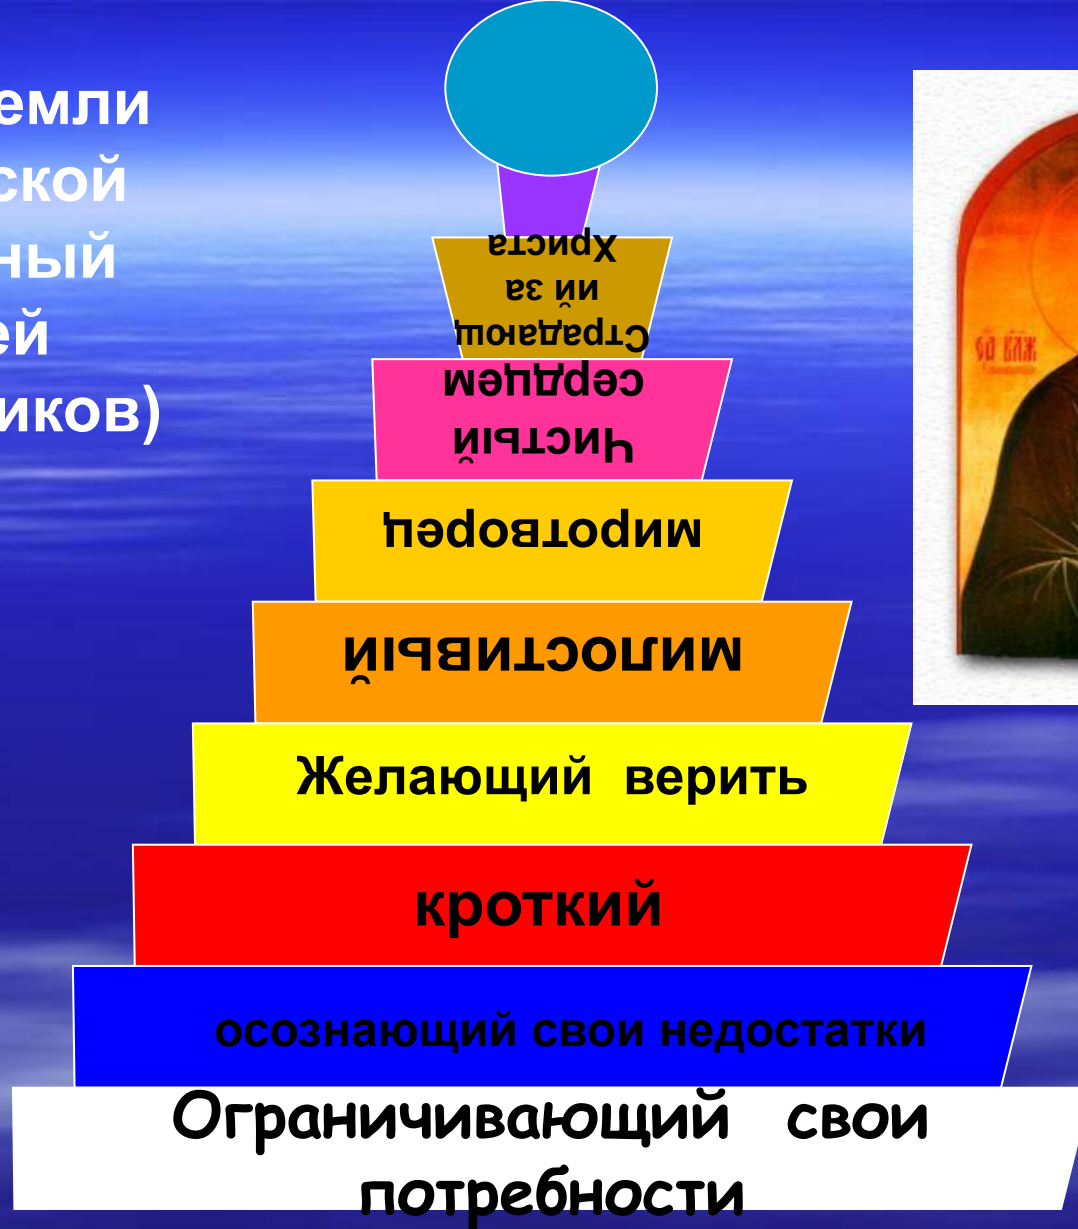 емли
ской
ный
ей
иков)
Христа
ий за
Страдающ
сердцем
Чистый
миротворец
милостивый
Желающий верить
кроткий
осознающий свои недостатки
Ограничивающий свои
потребности